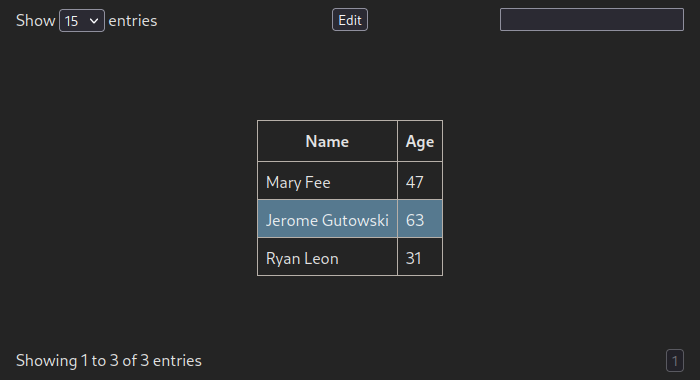 Show 15 entries Edit
Name Age
Mary Fee 47
Jerome Gutowski 63
Ryan Leon 31
Showing 1 to 3 of 3 entries 1